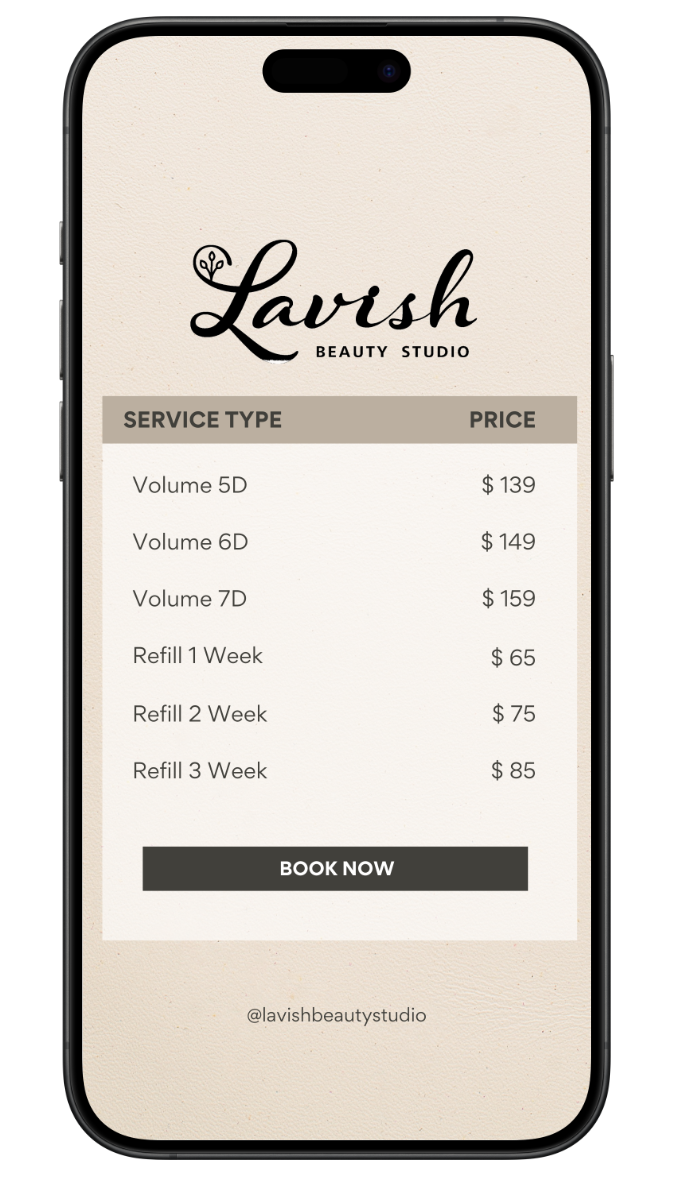 Lavish
BEAUTY STUDIO
SERVICE TYPE PRICE
Volume 5D $ 139
Volume 6D $ 149
Volume 7D $ 159
Refill 1 Week $ 65
Refill 2 Week $ 75
Refill 3 Week $ 85
BOOK NOW
@lavishbeautystudio